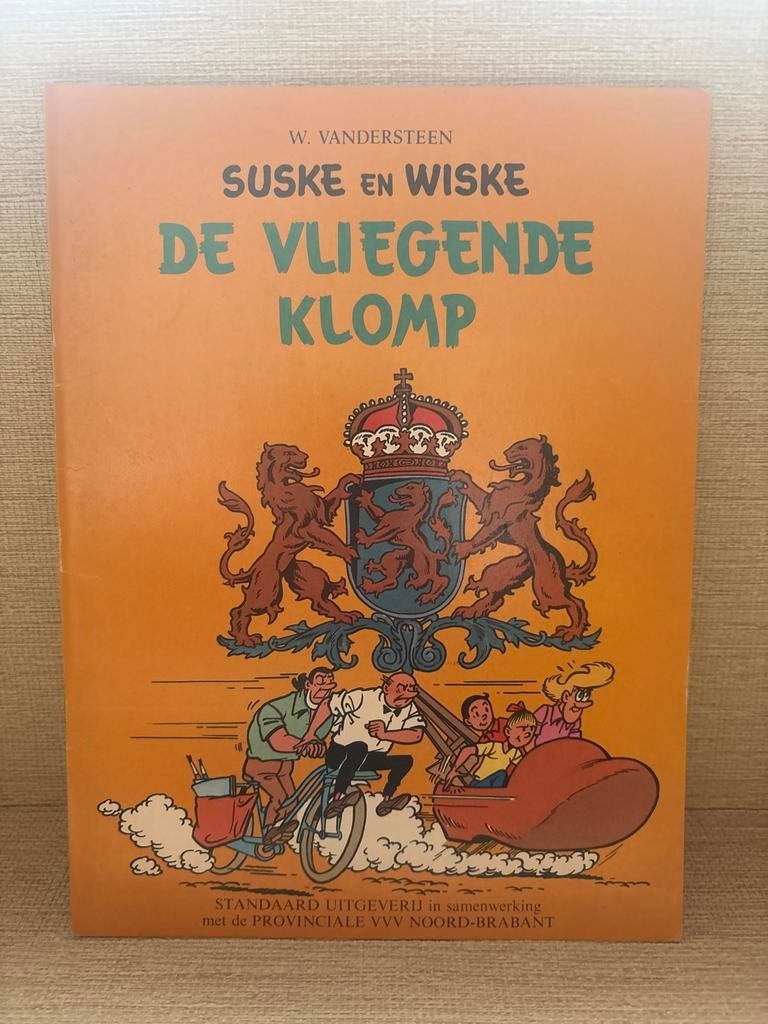 W. VANDERSTEEN
SUSKE EN WISKE
DE VLIEGENDE
KLOMP
STANDAARD UITGEVERIJ in samenwerking
met de PROVINCIALE VVV NOORD-BRABANT